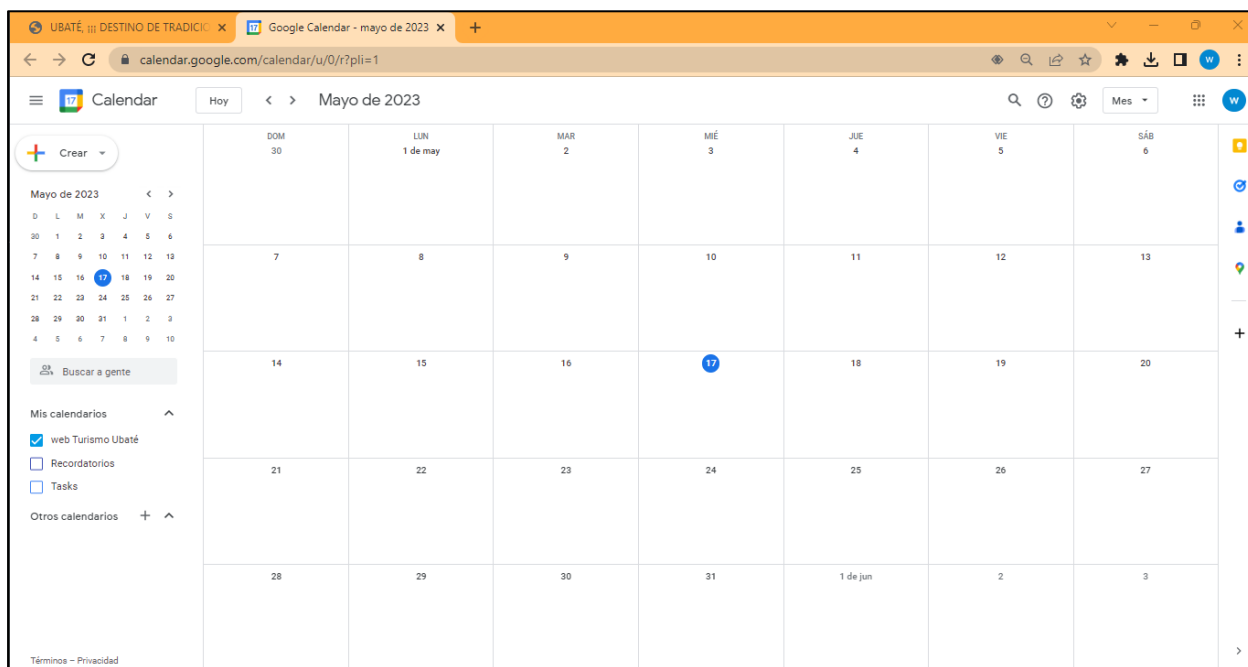 UBATÉ, ¡¡¡ DESTINO DE TRADICIO
Google Calendar - mayo de 2023
calendar.google.com/calendar/u/0/r?pli=1
W
17 Calendar
Hoy
Mayo de 2023
Mes
W
Crear
Mayo de 2023
D L M X J V S
30 1 2 3 4 5 6
7 8 9 10 11 12 13
14 15 16 17 18 19 20
21 22 23 24 25 26 27
28 29 30 31 1 2 3
4 5 6 7 8 9 10
Buscar a gente
Mis calendarios
web Turismo Ubaté
Recordatorios
Tasks
Otros calendarios
Términos – Privacidad
DOM LUN MAR MIÉ JUE VIE SÁB
30 1 de may 2 3 4 5 6
7 8 9 10 11 12 13
14 15 16 17 18 19 20
21 22 23 24 25 26 27
28 29 30 31 1 de jun 2 3